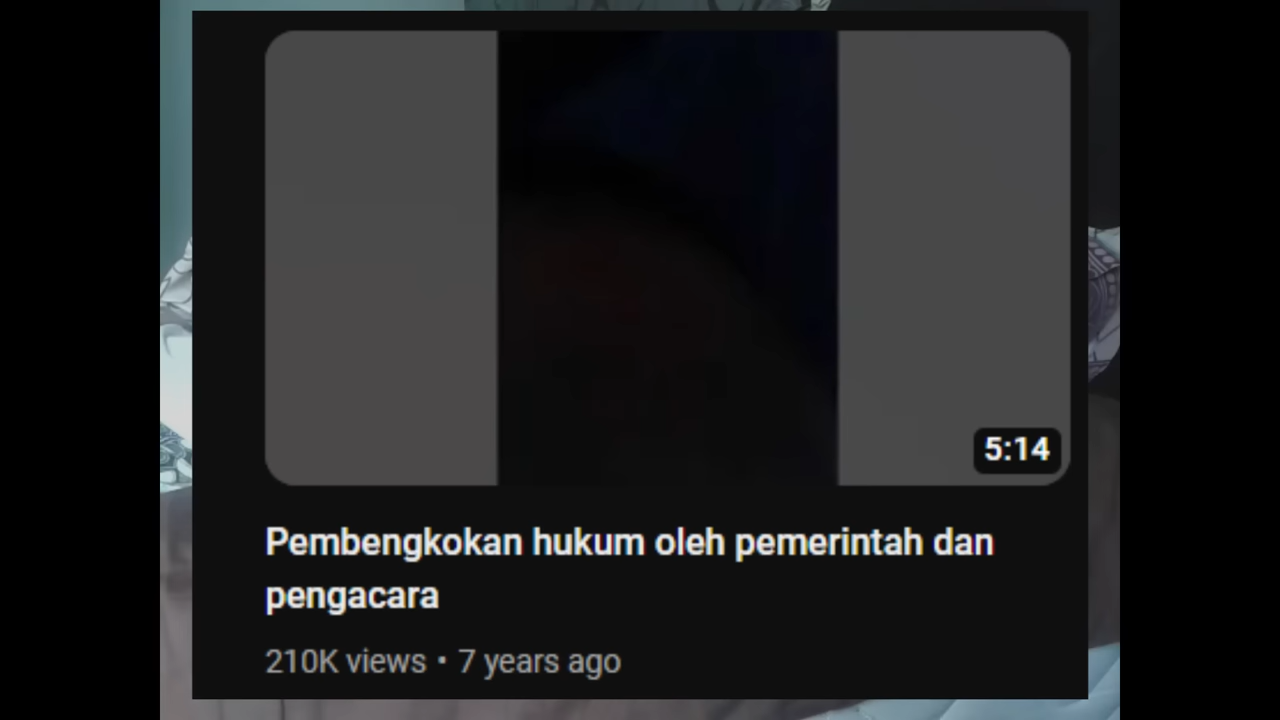 5:14
Pembengkokan hukum oleh pemerintah dan
pengacara
210K views • 7 years ago